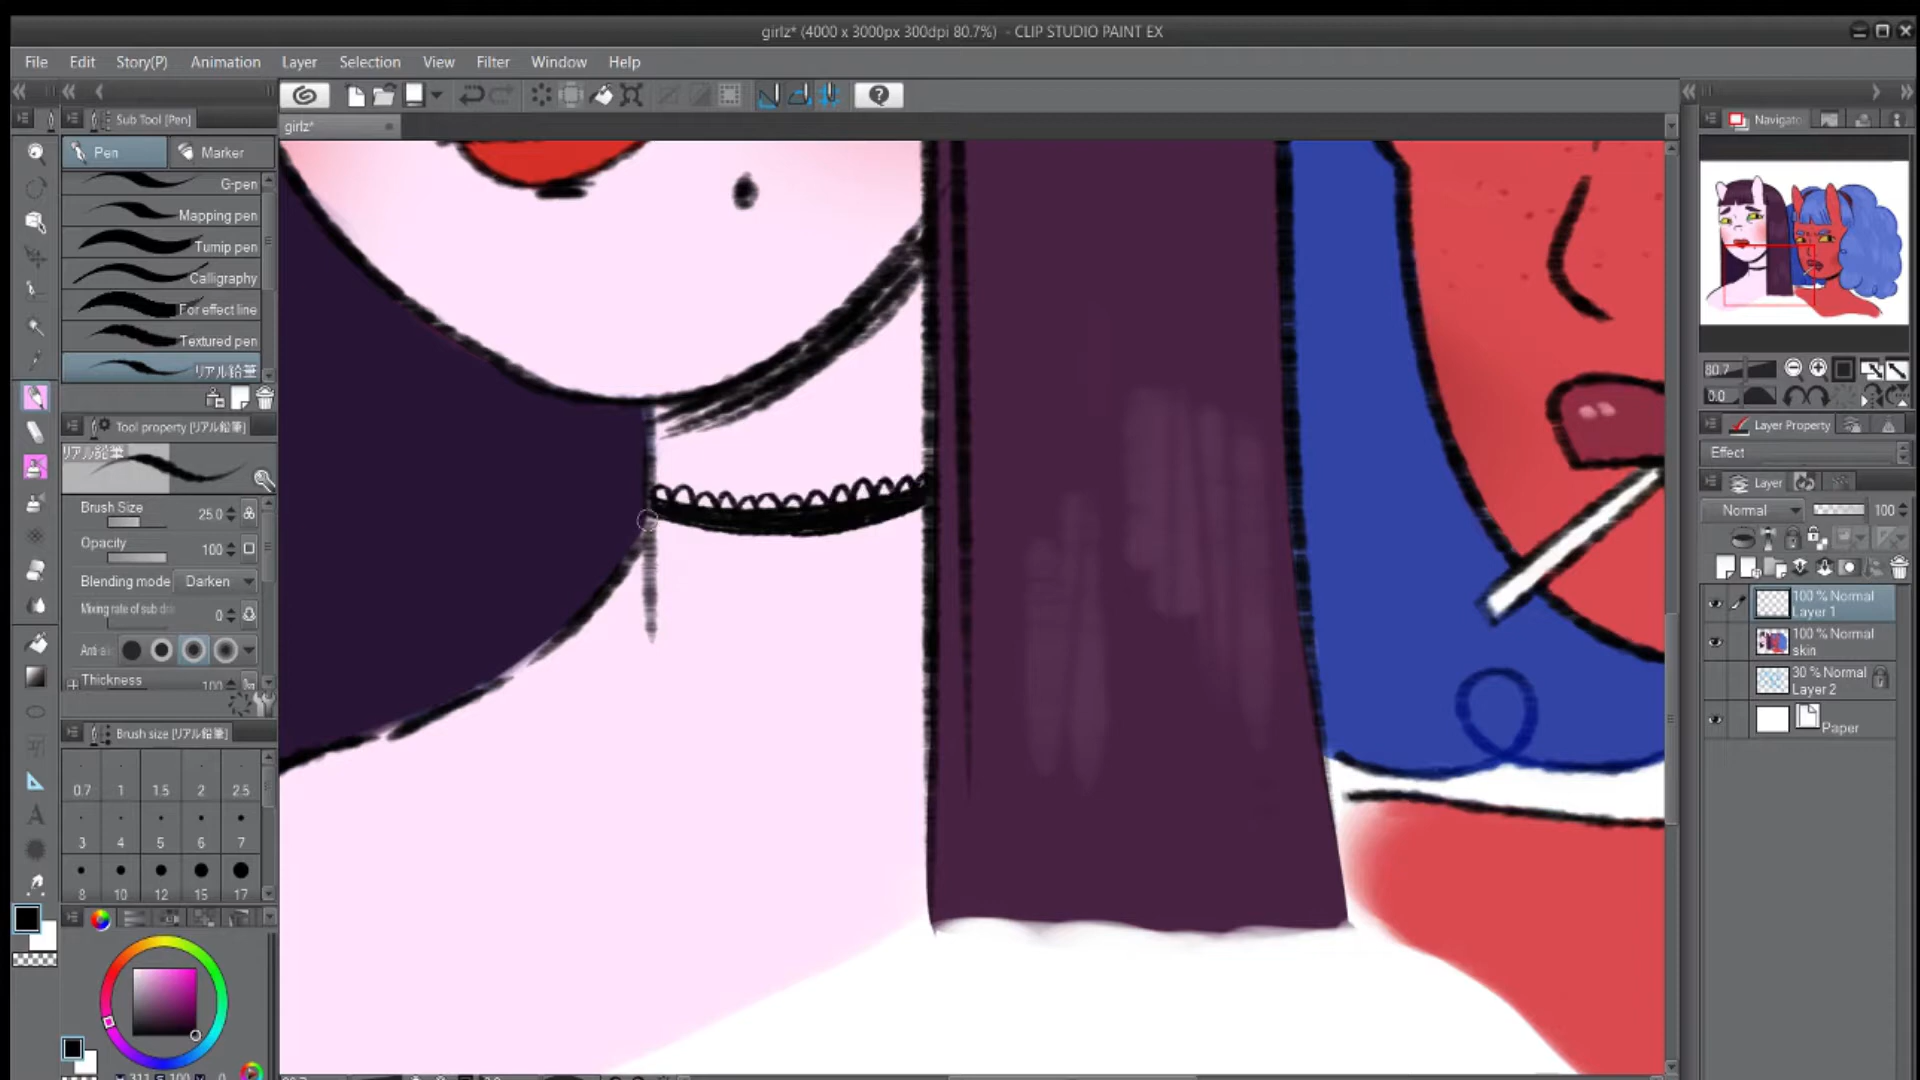 girlz* (4000 x 3000px 300dpi 80.7%) - CLIP STUDIO PAINT EX
File Edit Story(P) Animation Layer Selection View Filter Window Help
Sub Tool [Pen]
girlz*
Navigator
Pen Marker
G-pen
Mapping pen
Turnip pen
Calligraphy
For effect line
Textured pen
リアル鉛筆
80.7
0.0
Tool property [リアル鉛筆]
Layer Property
リアル鉛筆
Effect
Layer
Brush Size 25.0
Normal 100
Opacity 100
Blending mode Darken
Mixing rate of sub
0
100 % Normal
Layer 1
100 % Normal
skin
30 % Normal
Layer 2
Paper
Thickness 100
Brush size [リアル鉛筆]
0.7 1 1.5 2 2.5
3 4 5 6 7
8 10 12 15 17